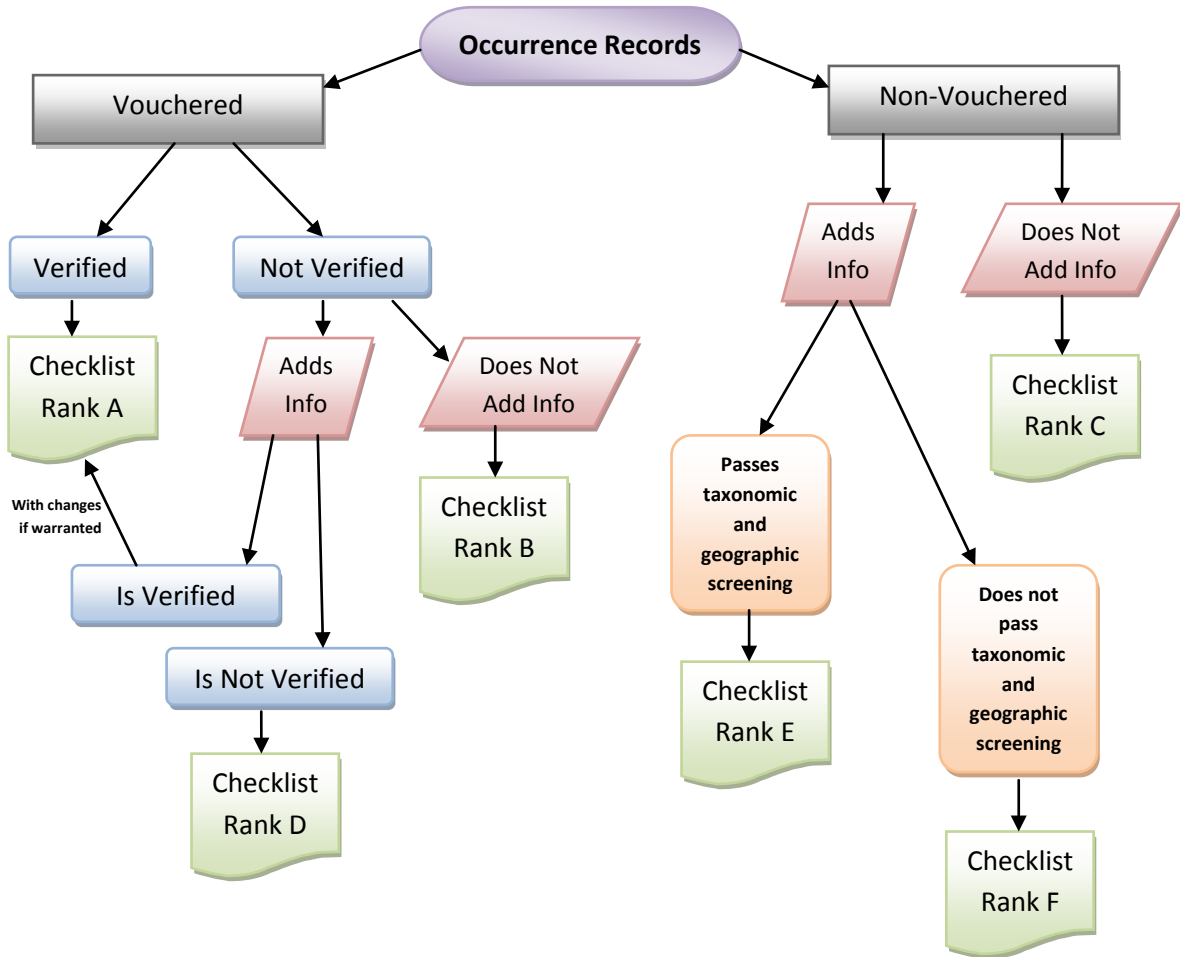 Occurrence Records
Vouchered
Non-Vouchered
Verified
Not Verified
Adds
Info
Does Not
Add Info
Checklist
Rank A
Adds
Info
Does Not
Add Info
Checklist
Rank C
With changes
if warranted
Checklist
Rank B
Passes
taxonomic
and
geographic
screening
Is Verified
Does not
pass
taxonomic
and
geographic
screening
Is Not Verified
Checklist
Rank E
Checklist
Rank D
Checklist
Rank F